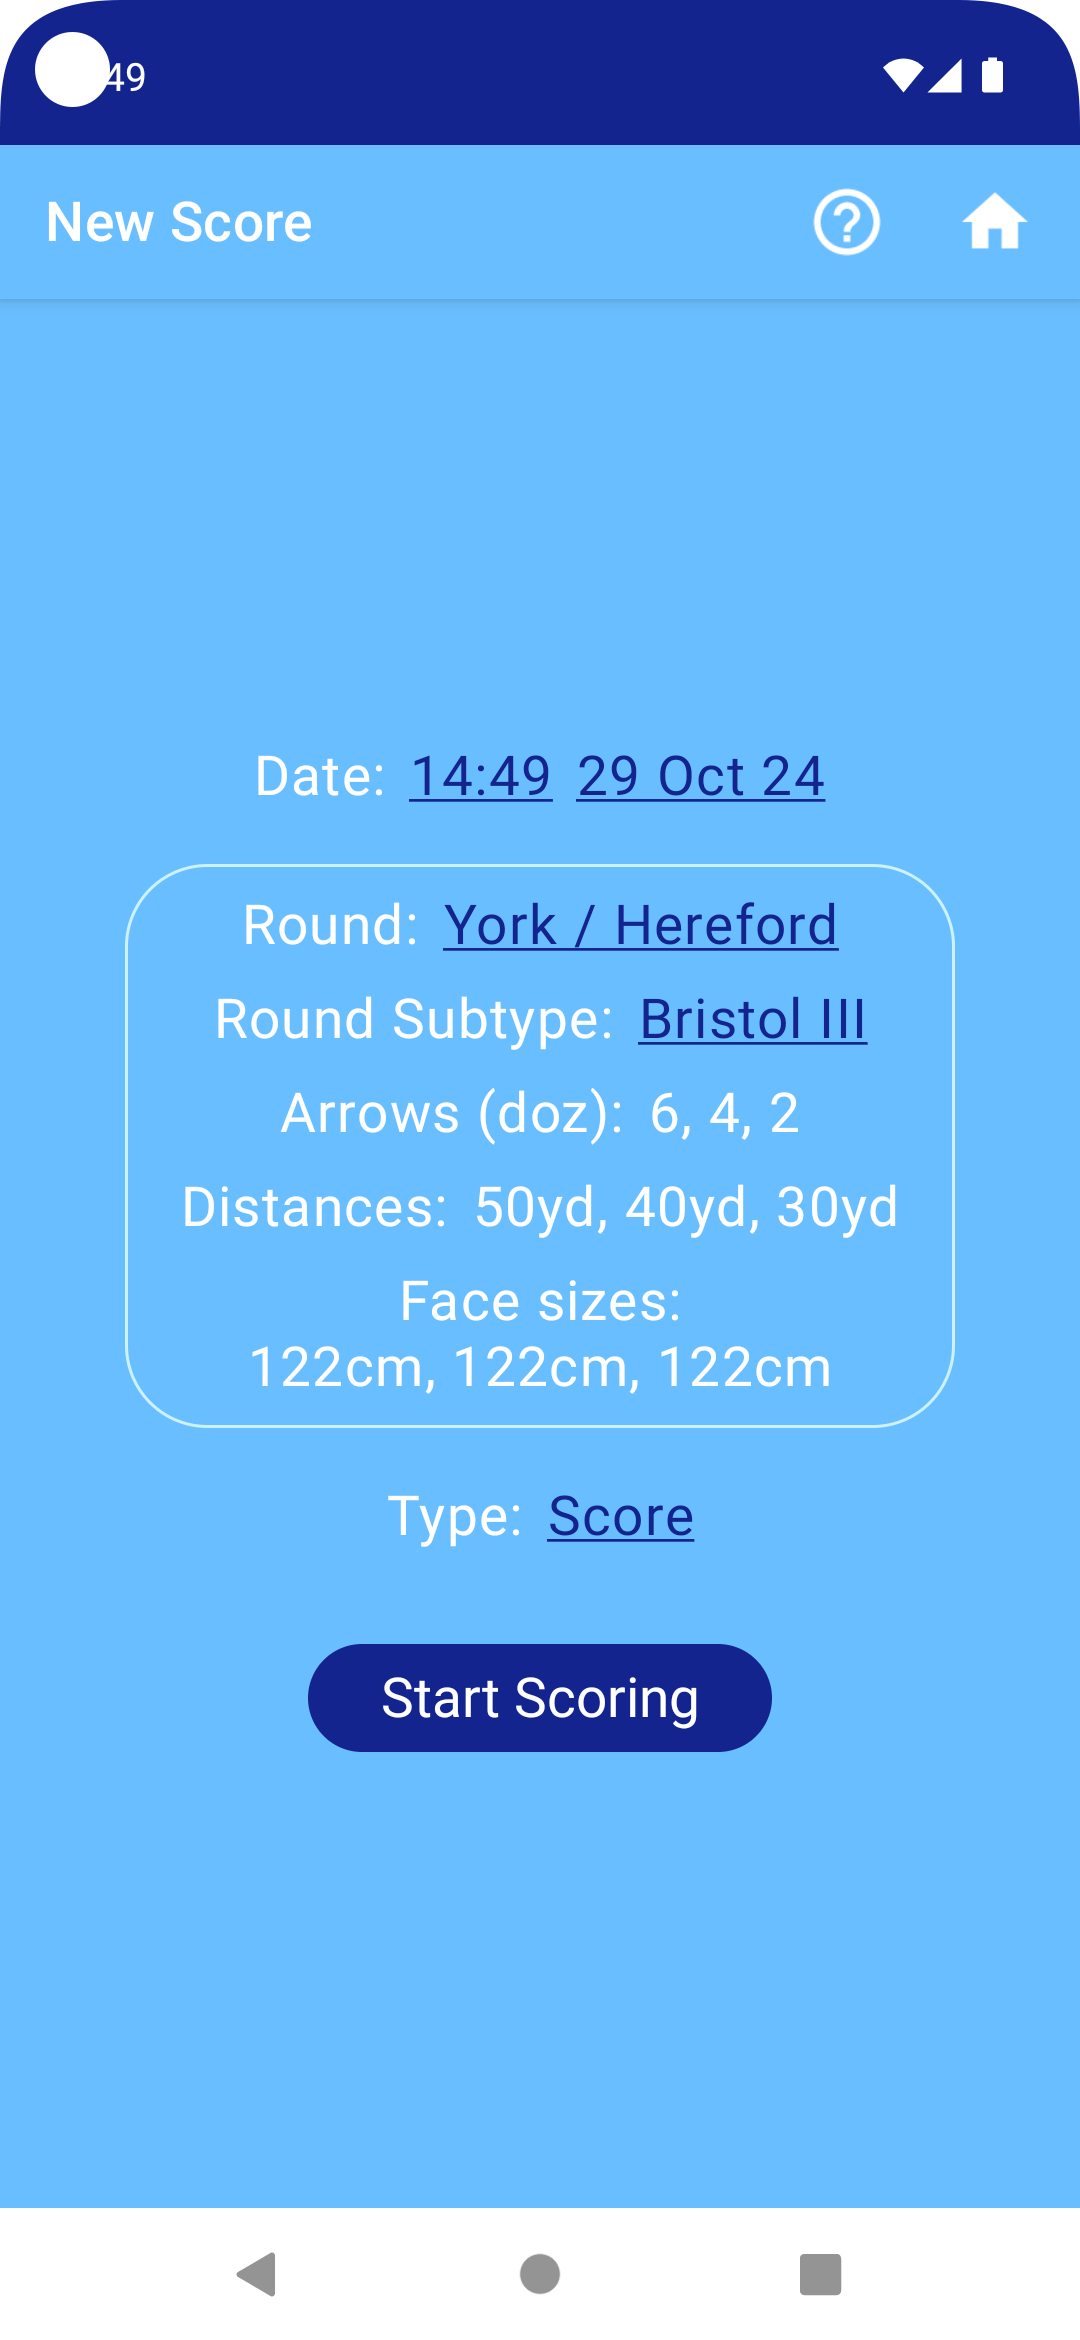 49
New Score
Date: 14:49 29 Oct 24
Round: York / Hereford
Round Subtype: Bristol III
Arrows (doz): 6, 4, 2
Distances: 50yd, 40yd, 30yd
Face sizes:
122cm, 122cm, 122cm
Type: Score
Start Scoring